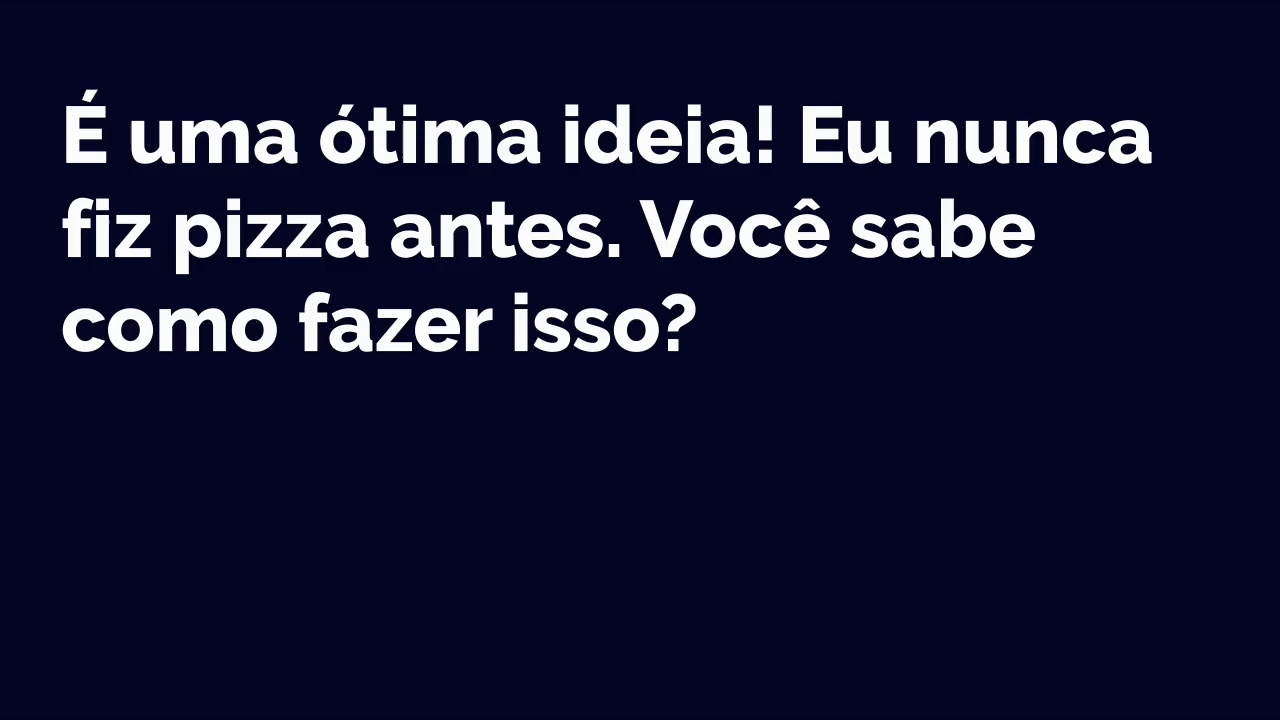 É uma ótima ideia! Eu nunca
fiz pizza antes. Você sabe
como fazer isso?